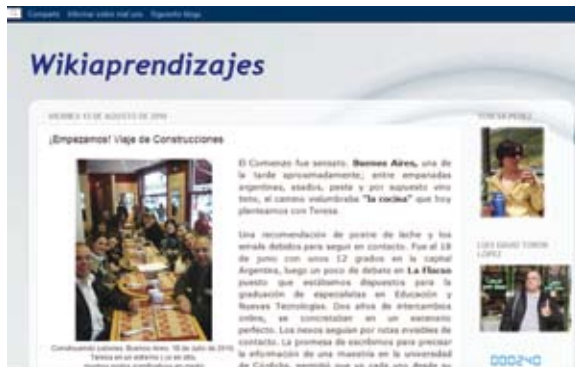 Compartir Informar sobre mal uso Siguiente blog»
Wikiaprendizajes
VIERNES 13 DE AGOSTO DE 2010
¡Empezamos! Viaje de Construcciones
El Comienzo fue sensato. Buenos Aires, una de
la tarde aproximadamente; entre empanadas
argentinas, asados, pasta y por supuesto vino
tinto, el camino vislumbraba "la cocina" que hoy
planteamos con Teresa.
Una recomendación de postre de leche y los
emails debidos para seguir en contacto. Fue el 18
de junio con unos 12 grados en la capital
Argentina, luego un poco de debate en La Flacso
puesto que estábamos dispuestos para la
graduación de especialistas en Educación y
Nuevas Tecnologías. Dos años de intercambios
online, se concretaban en un escenario
perfecto. Los nexos seguían por rutas invisibles de
contacto. La promesa de escribirnos para precisar
la información de una maestría en la universidad
de Córdoba, permitió que ya cada uno desde su
Construyendo Laboras. Buenos Aires, 18 de julio de 2010.
Teresa en un extremo y yo en otro,
TERESA PEREZ
LUIS DAVID TOBON
LÓPEZ
000240